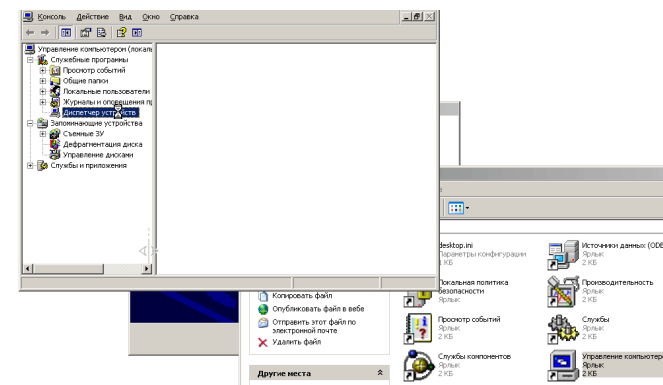 Консоль Действие Вид Окно Справка
Управление компьютером (локаль
Служебные программы
Просмотр событий
Общие папки
Локальные пользователи
Журналы и оповещения пр
Диспетчер устройств
Запоминающие устройства
Съемные ЗУ
Дефрагментация диска
Управление дисками
Службы и приложения
Копировать файл
Опубликовать файл в вебе
Отправить этот файл по
электронной почте
Удалить файл
Другие места
desktop.ini
Параметры конфигурации
1 КБ
Источники данных (ODB
Ярлык
2 КБ
Локальная политика
безопасности
Ярлык
Производительность
Ярлык
2 КБ
Просмотр событий
Ярлык
2 КБ
Службы
Ярлык
2 КБ
Службы компонентов
Ярлык
2 КБ
Управление компьютер
Ярлык
2 КБ